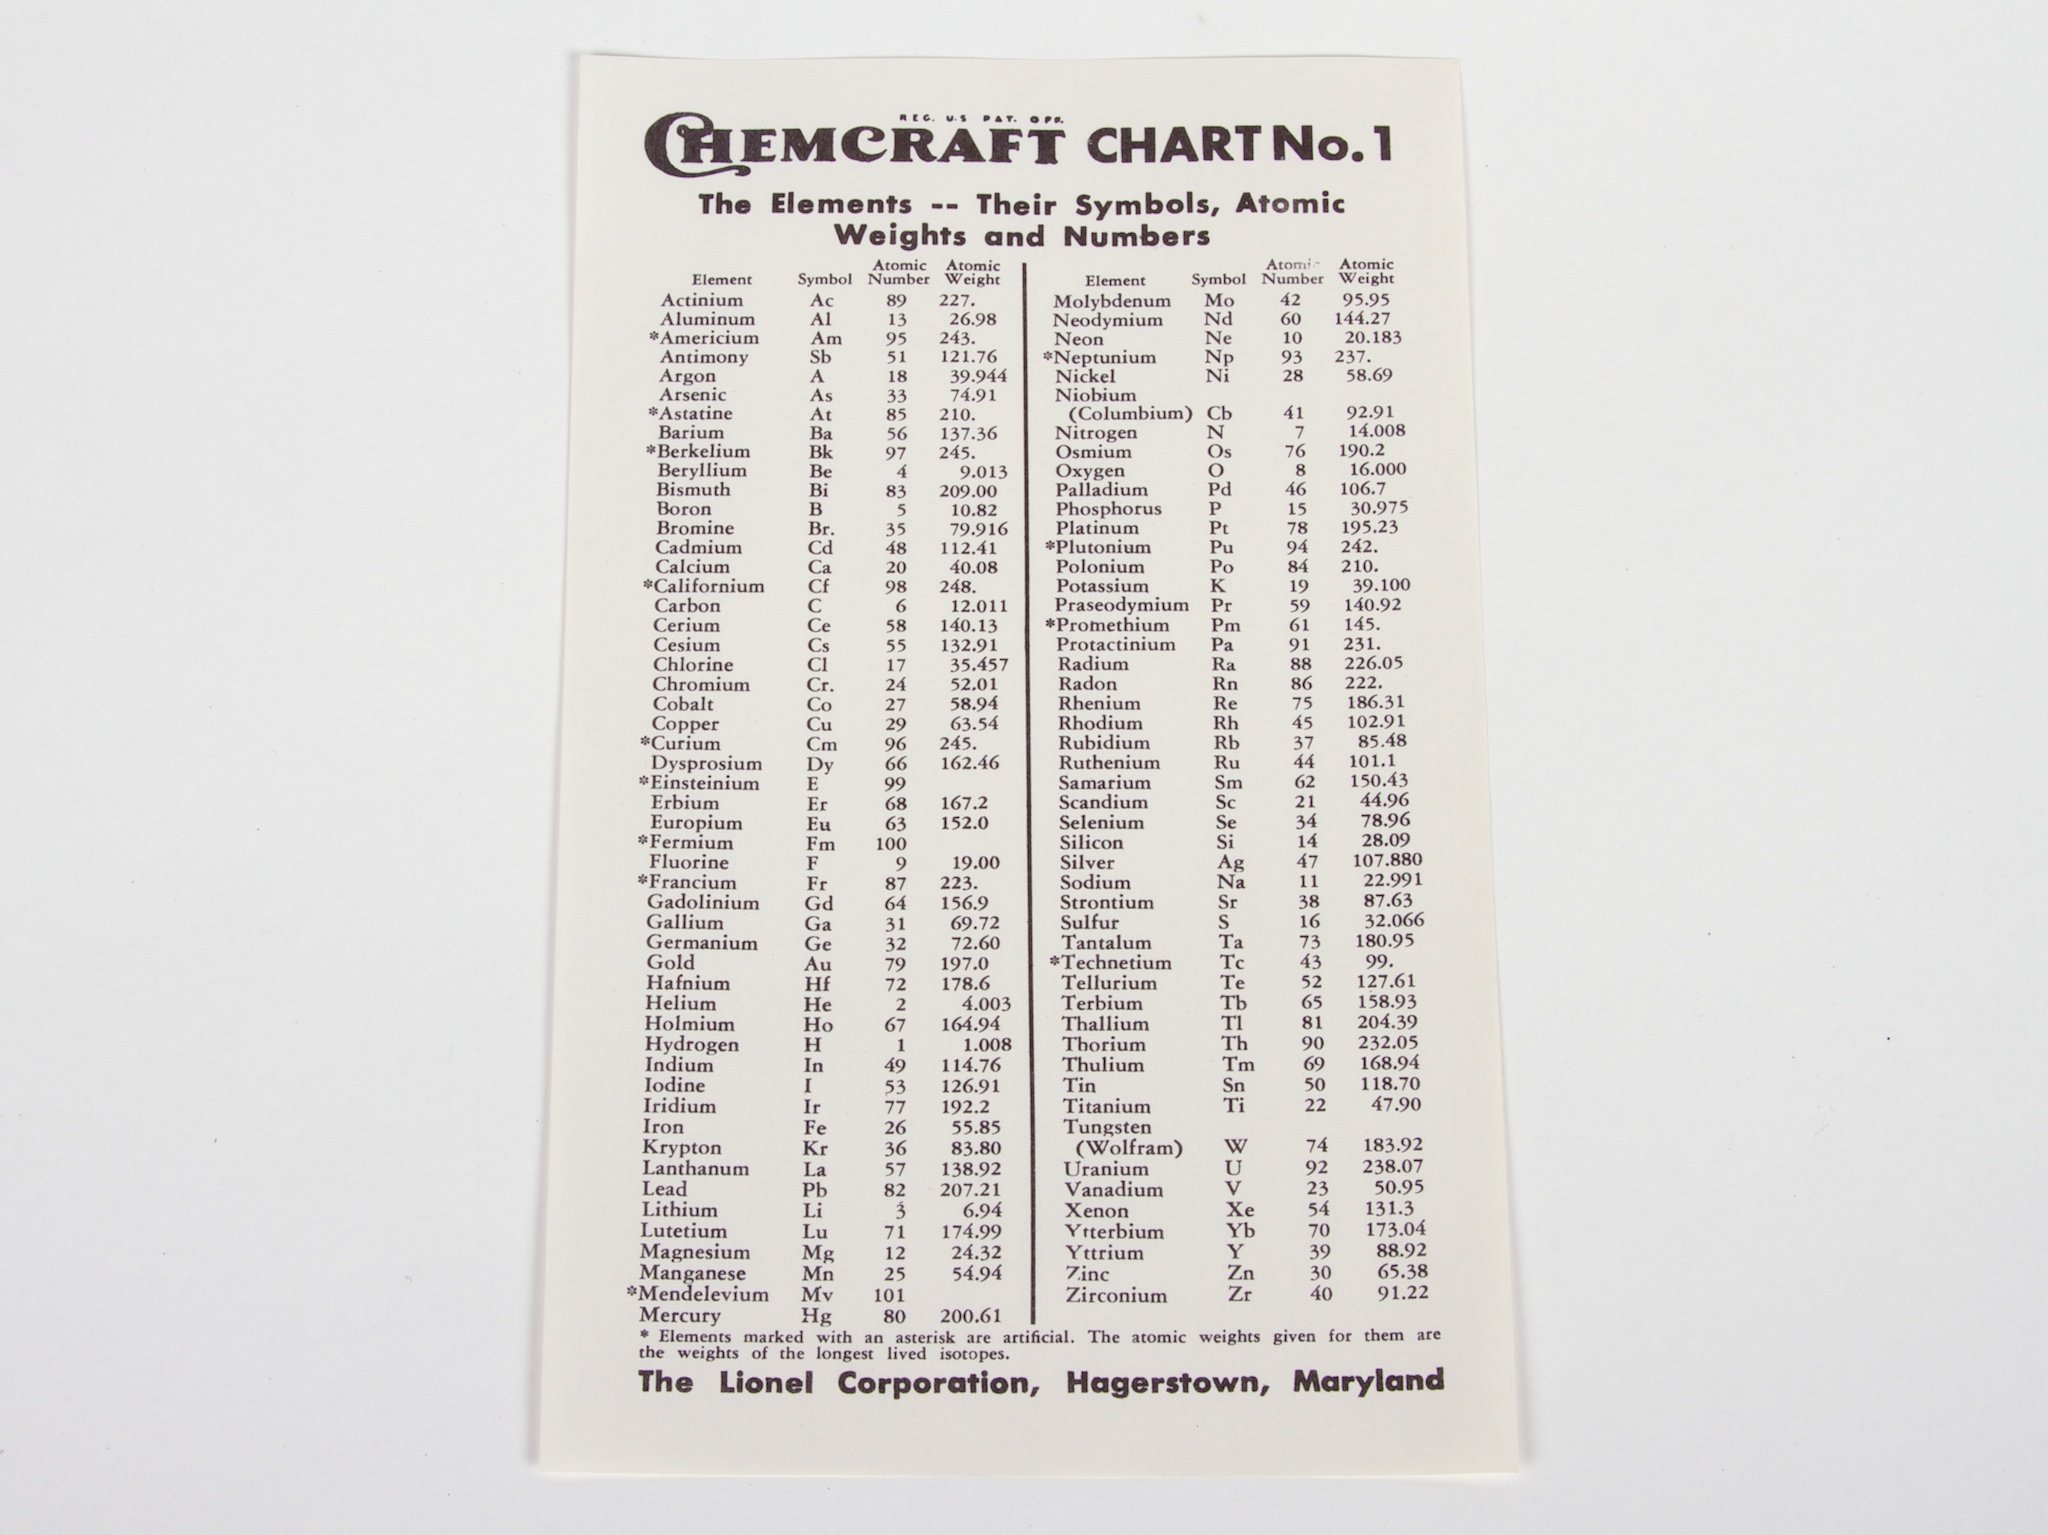 REG. U.S PAT. OFF.
CHEMCRAFT CHART No. 1
The Elements -- Their Symbols, Atomic
Weights and Numbers
Element Symbol Atomic Number Atomic Weight
Actinium Ac 89 227.
Aluminum Al 13 26.98
*Americium Am 95 243.
Antimony Sb 51 121.76
Argon A 18 39.944
Arsenic As 33 74.91
*Astatine At 85 210.
Barium Ba 56 137.36
*Berkelium Bk 97 245.
Beryllium Be 4 9.013
Bismuth Bi 83 209.00
Boron B 5 10.82
Bromine Br. 35 79.916
Cadmium Cd 48 112.41
Calcium Ca 20 40.08
*Californium Cf 98 248.
Carbon C 6 12.011
Cerium Ce 58 140.13
Cesium Cs 55 132.91
Chlorine Cl 17 35.457
Chromium Cr. 24 52.01
Cobalt Co 27 58.94
Copper Cu 29 63.54
*Curium Cm 96 245.
Dysprosium Dy 66 162.46
*Einsteinium E 99
Erbium Er 68 167.2
Europium Eu 63 152.0
*Fermium Fm 100
Fluorine F 9 19.00
*Francium Fr 87 223.
Gadolinium Gd 64 156.9
Gallium Ga 31 69.72
Germanium Ge 32 72.60
Gold Au 79 197.0
Hafnium Hf 72 178.6
Helium He 2 4.003
Holmium Ho 67 164.94
Hydrogen H 1 1.008
Indium In 49 114.76
Iodine I 53 126.91
Iridium Ir 77 192.2
Iron Fe 26 55.85
Krypton Kr 36 83.80
Lanthanum La 57 138.92
Lead Pb 82 207.21
Lithium Li 3 6.94
Lutetium Lu 71 174.99
Magnesium Mg 12 24.32
Manganese Mn 25 54.94
*Mendelevium Mv 101
Mercury Hg 80 200.61
Element Symbol Atomic Number Atomic Weight
Molybdenum Mo 42 95.95
Neodymium Nd 60 144.27
Neon Ne 10 20.183
*Neptunium Np 93 237.
Nickel Ni 28 58.69
Niobium
(Columbium) Cb 41 92.91
Nitrogen N 7 14.008
Osmium Os 76 190.2
Oxygen O 8 16.000
Palladium Pd 46 106.7
Phosphorus P 15 30.975
Platinum Pt 78 195.23
*Plutonium Pu 94 242.
Polonium Po 84 210.
Potassium K 19 39.100
Praseodymium Pr 59 140.92
*Promethium Pm 61 145.
Protactinium Pa 91 231.
Radium Ra 88 226.05
Radon Rn 86 222.
Rhenium Re 75 186.31
Rhodium Rh 45 102.91
Rubidium Rb 37 85.48
Ruthenium Ru 44 101.1
Samarium Sm 62 150.43
Scandium Sc 21 44.96
Selenium Se 34 78.96
Silicon Si 14 28.09
Silver Ag 47 107.880
Sodium Na 11 22.991
Strontium Sr 38 87.63
Sulfur S 16 32.066
Tantalum Ta 73 180.95
*Technetium Tc 43 99.
Tellurium Te 52 127.61
Terbium Tb 65 158.93
Thallium Tl 81 204.39
Thorium Th 90 232.05
Thulium Tm 69 168.94
Tin Sn 50 118.70
Titanium Ti 22 47.90
Tungsten
(Wolfram) W 74 183.92
Uranium U 92 238.07
Vanadium V 23 50.95
Xenon Xe 54 131.3
Ytterbium Yb 70 173.04
Yttrium Y 39 88.92
Zinc Zn 30 65.38
Zirconium Zr 40 91.22
* Elements marked with an asterisk are artificial. The atomic weights given for them are
the weights of the longest lived isotopes.
The Lionel Corporation, Hagerstown, Maryland